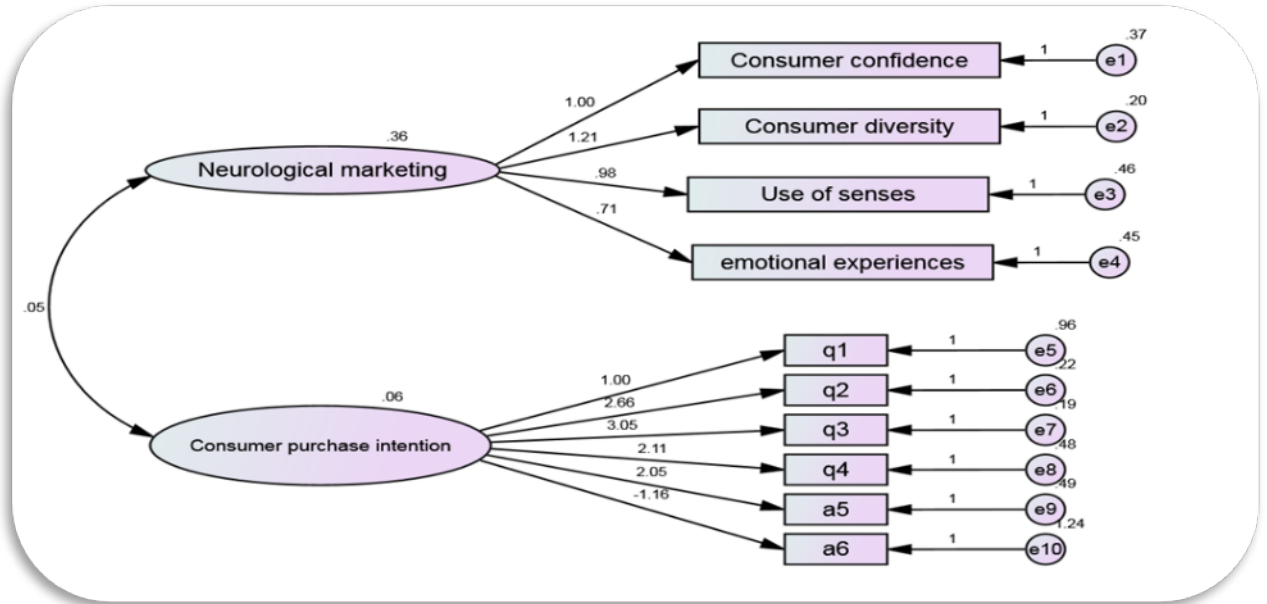 .37
Consumer confidence
1
e1
1.00
.20
Consumer diversity
1
e2
1.21
.36
Neurological marketing
.46
Use of senses
1
e3
.98
.45
emotional experiences
1
e4
.71
.05
.96
q1
1
e5
1.00
.22
q2
1
e6
2.66
.19
q3
1
e7
3.05
.06
Consumer purchase intention
.48
q4
1
e8
2.11
.49
a5
1
e9
2.05
1.24
a6
1
e10
-1.16